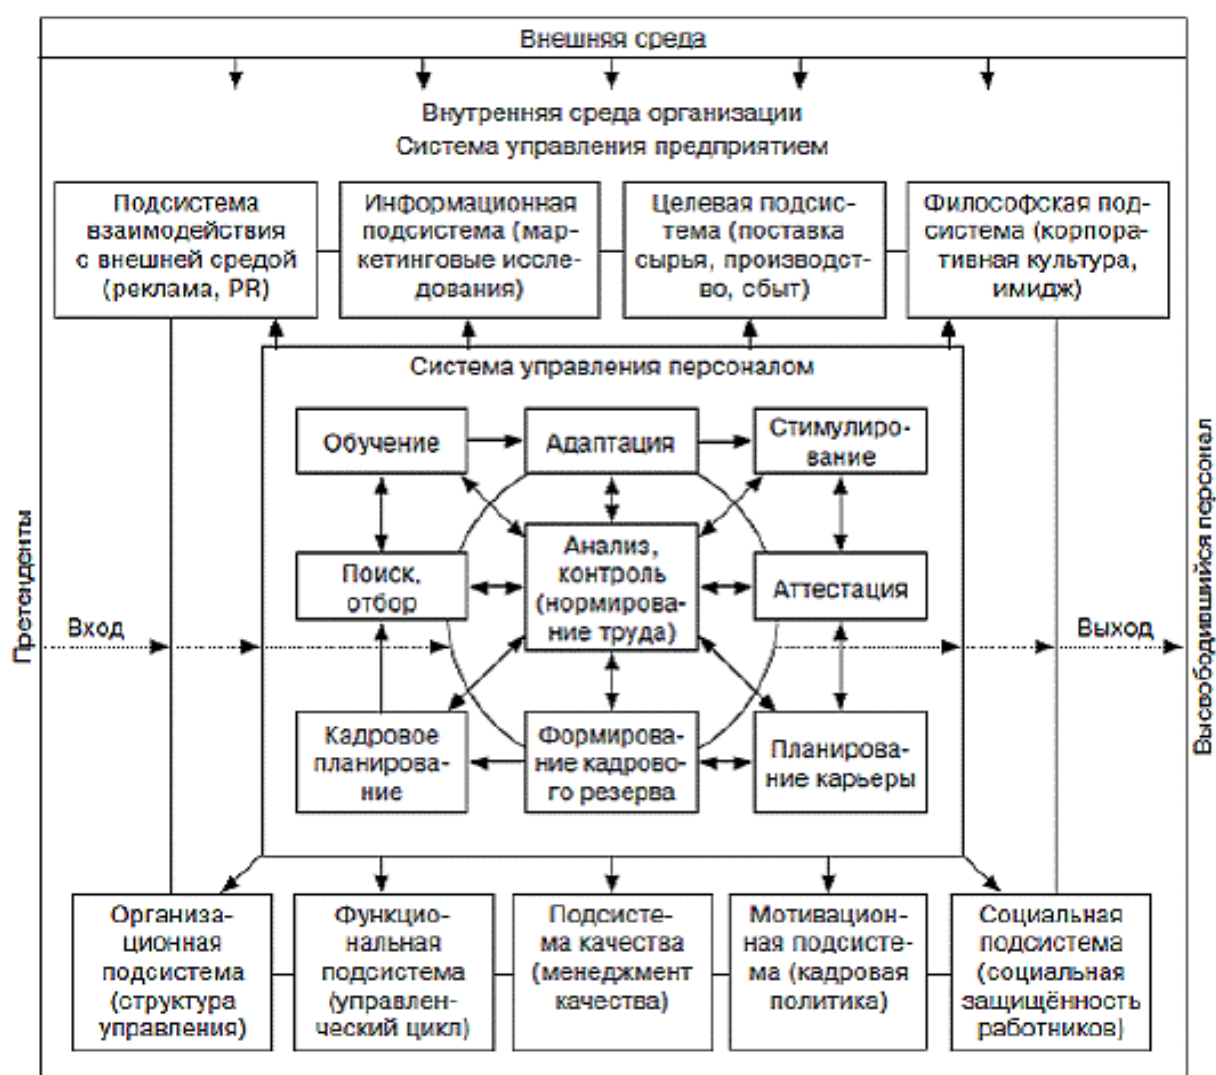 Внешняя среда
Внутренняя среда организации
Система управления предприятием
Подсистема
взаимодействия
с внешней средой
(реклама, PR)
Информационная
подсистема (мар-
кетинговые иссле-
дования)
Целевая подсис-
тема (поставка
сырья, производст-
во, сбыт)
Философская под-
система (корпора-
тивная культура,
имидж)
Система управления персоналом
Обучение
Адаптация
Стимулиро-
вание
Поиск,
отбор
Анализ,
контроль
(нормирова-
ние труда)
Аттестация
Претенденты
Вход
Выход
Высвободившийся персонал
Кадровое
планирова-
ние
Формирова-
ние кадрово-
го резерва
Планирова-
ние карьеры
Организа-
ционная
подсистема
(структура
управления)
Функцио-
нальная
подсистема
(управлен-
ческий цикл)
Подсисте-
ма качества
(менеджмент
качества)
Мотивацион-
ная подсисте-
ма (кадровая
политика)
Социальная
подсистема
(социальная
защищённость
работников)